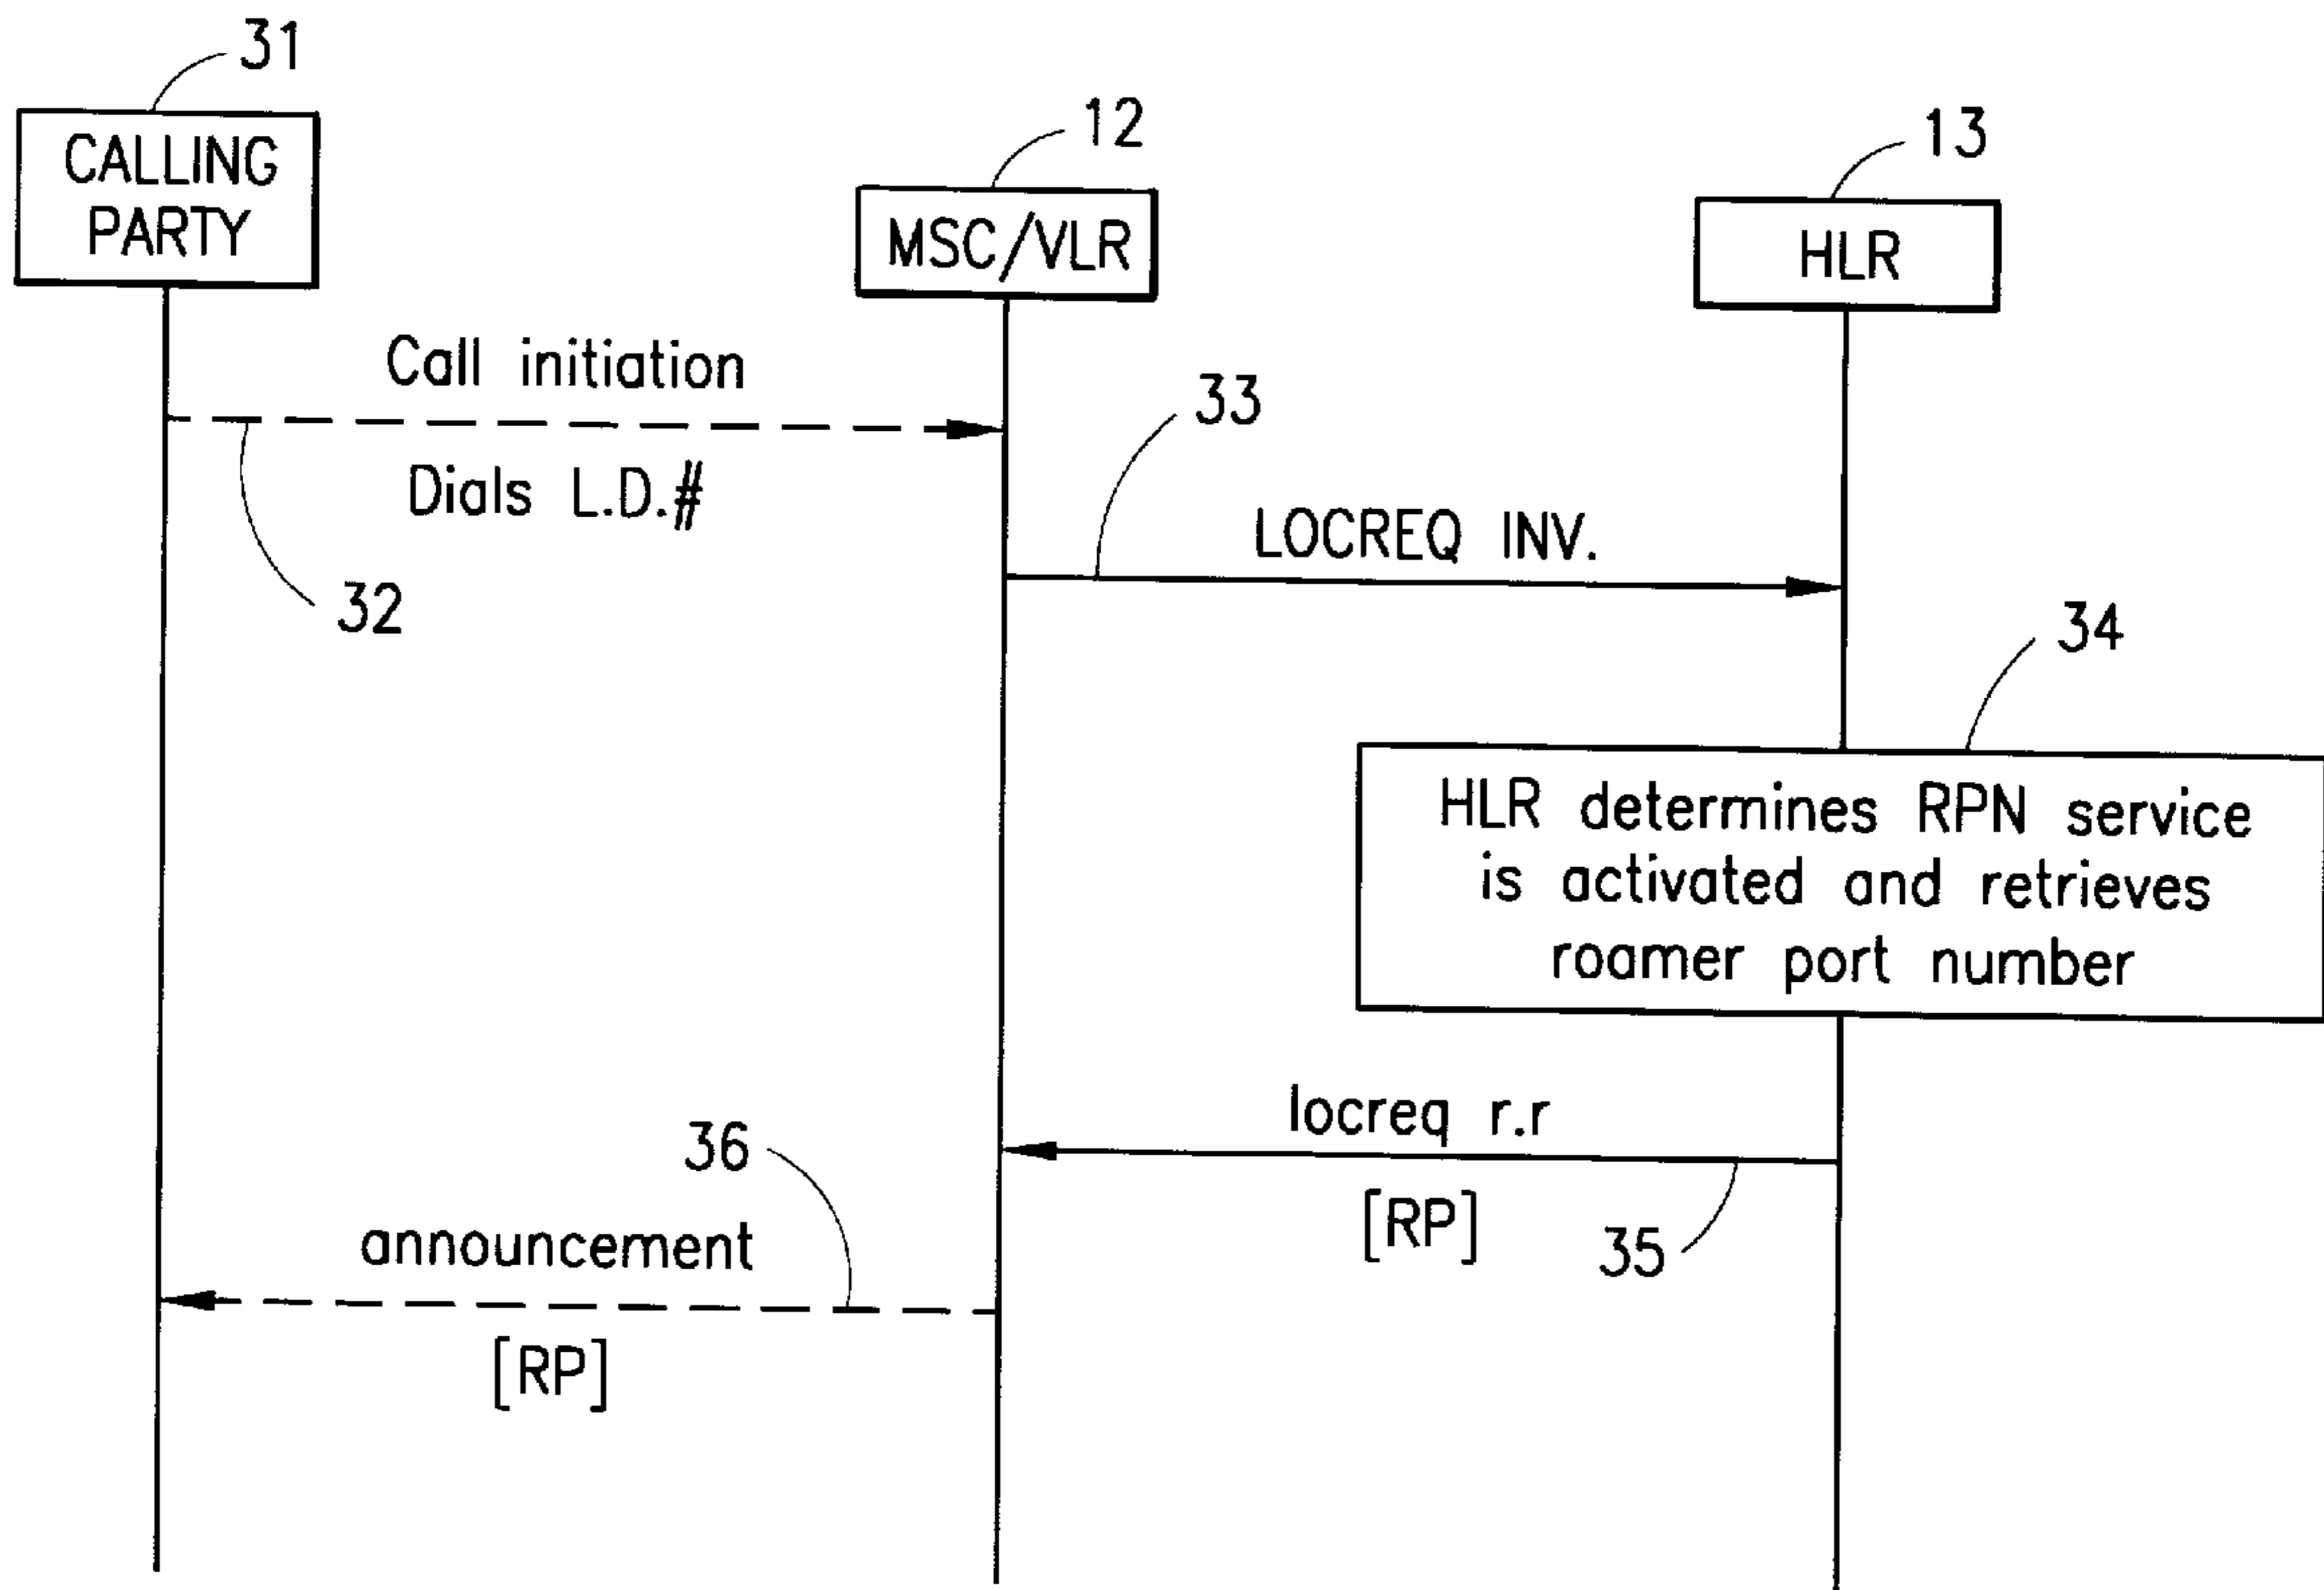 31
CALLING
PARTY
12
MSC/VLR
13
HLR
Call initiation
Dials L.D.#
32
33
LOCREQ INV.
34
HLR determines RPN service
is activated and retrieves
roamer port number
locreq r.r
[RP]
35
36
announcement
[RP]